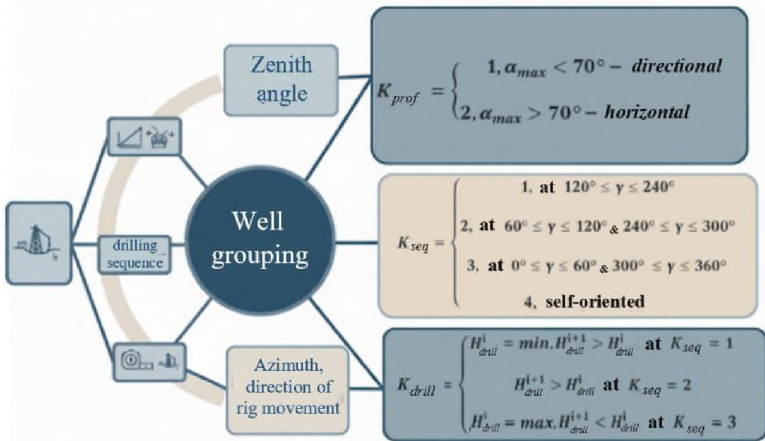 Zenith
angle
drilling
sequence
Well
grouping
Azimuth,
direction of
rig movement
K_prof = { 1, α_max < 70° – directional
2, α_max > 70° – horizontal
K_seq = { 1, at 120° ≤ γ ≤ 240°
2, at 60° ≤ γ ≤ 120° & 240° ≤ γ ≤ 300°
3, at 0° ≤ γ ≤ 60° & 300° ≤ γ ≤ 360°
4, self-oriented
K_drill = { H^i_drill = min, H^{i+1}_drill > H^i_drill at K_seq = 1
H^{i+1}_drill > H^i_drill at K_seq = 2
H^i_drill = max, H^{i+1}_drill < H^i_drill at K_seq = 3